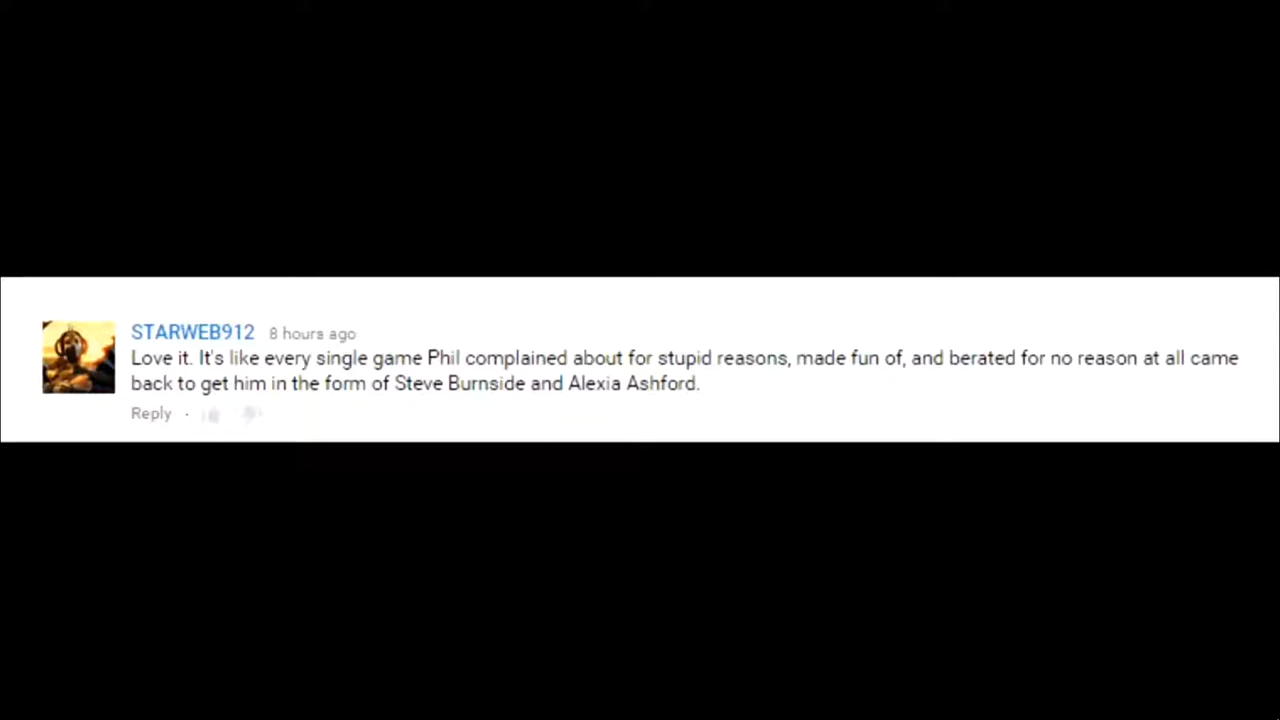 STARWEB912 8 hours ago
Love it. It's like every single game Phil complained about for stupid reasons, made fun of, and berated for no reason at all came
back to get him in the form of Steve Burnside and Alexia Ashford.
Reply ·